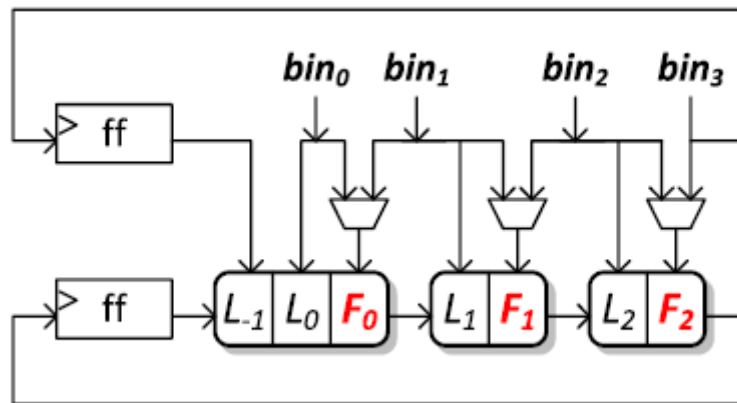 bin₀ bin₁ bin₂ bin₃
> ff
> ff
L₋₁ L₀ F₀ L₁ F₁ L₂ F₂